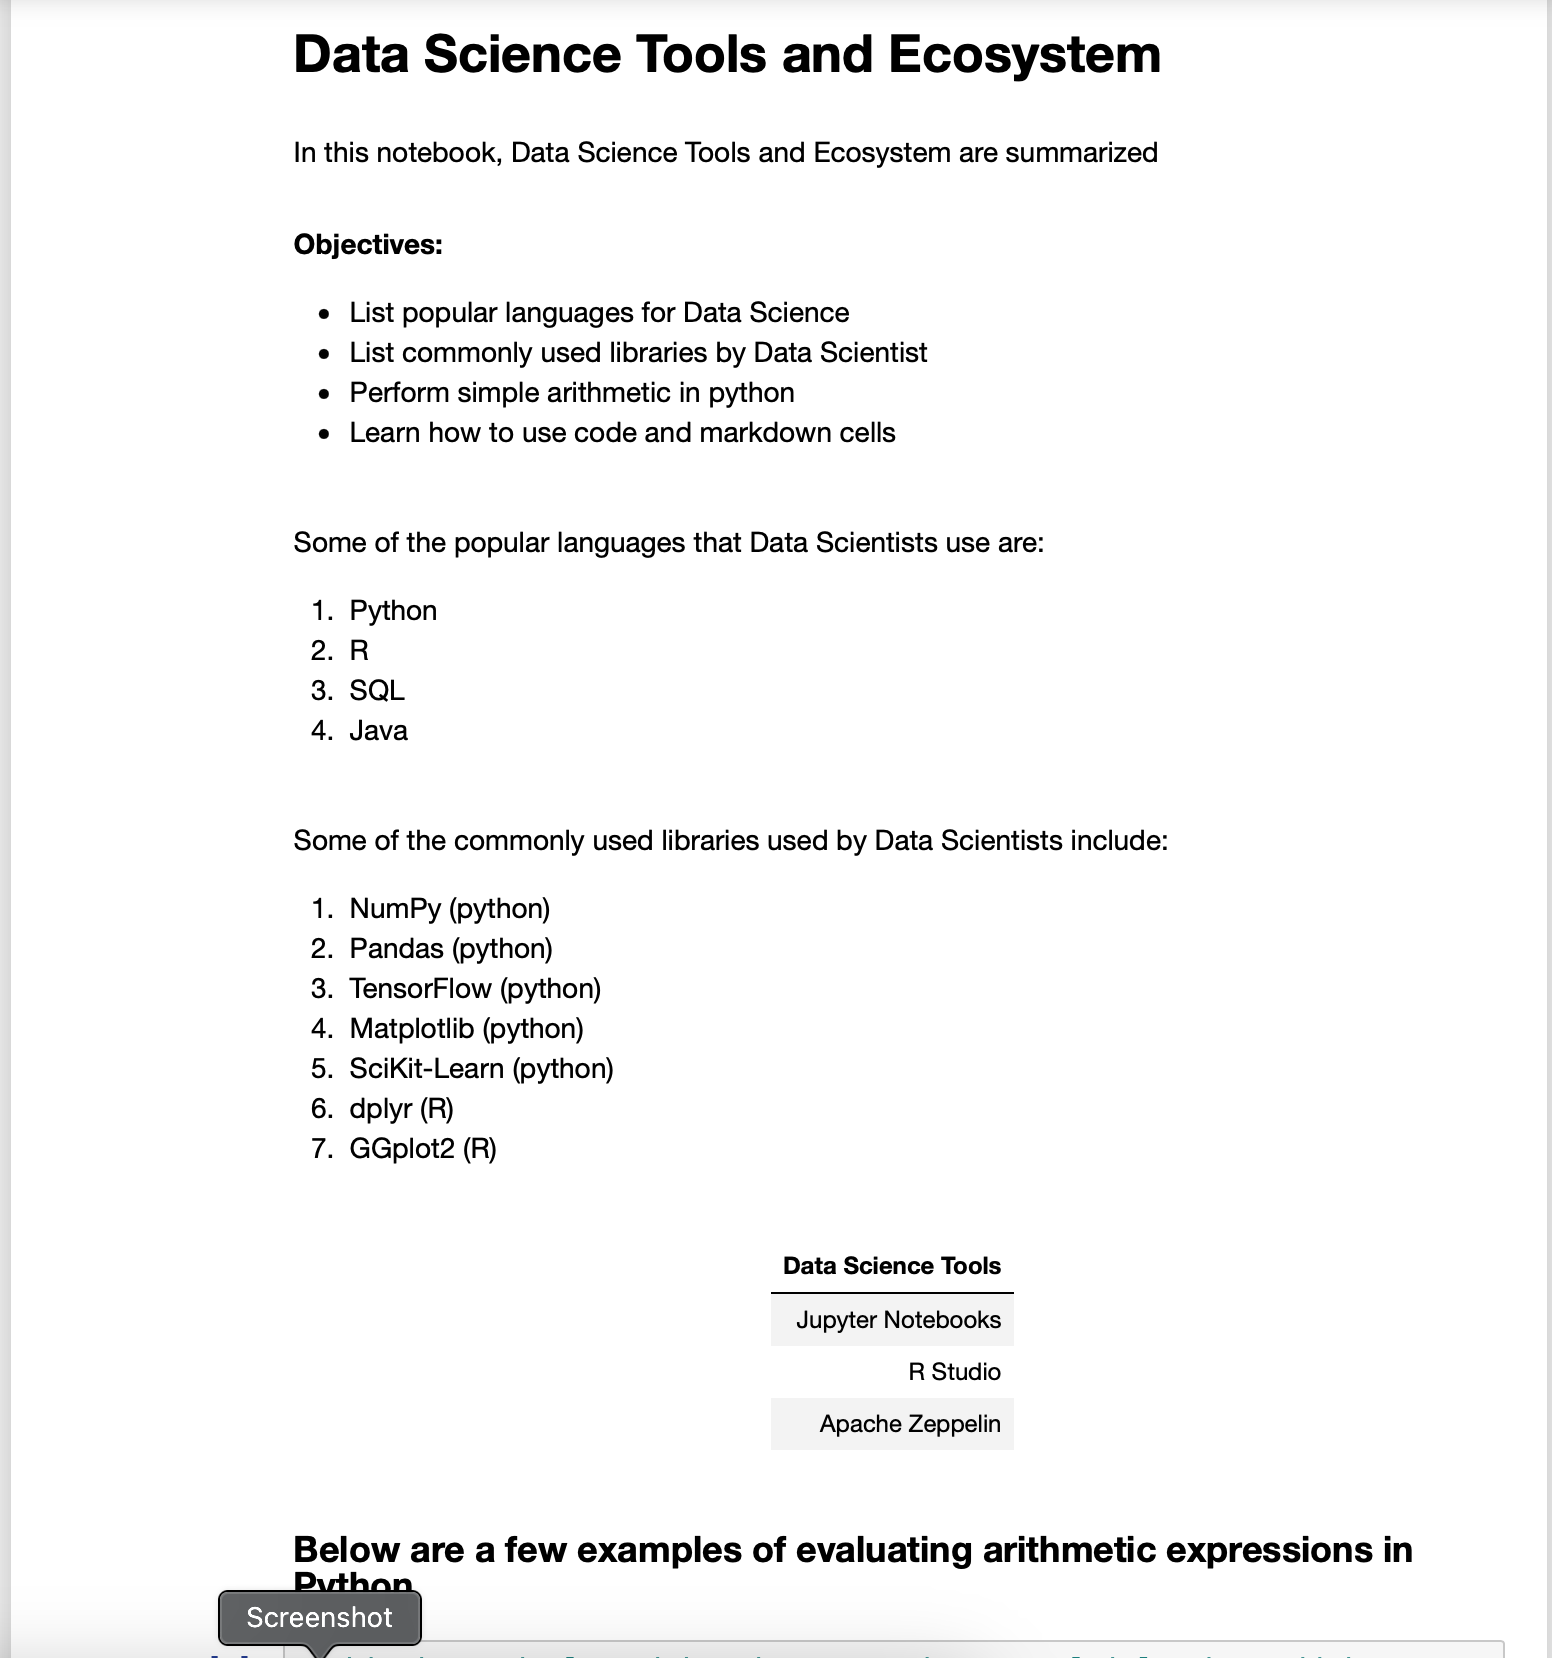 Data Science Tools and Ecosystem
In this notebook, Data Science Tools and Ecosystem are summarized
Objectives:
• List popular languages for Data Science
• List commonly used libraries by Data Scientist
• Perform simple arithmetic in python
• Learn how to use code and markdown cells
Some of the popular languages that Data Scientists use are:
1. Python
2. R
3. SQL
4. Java
Some of the commonly used libraries used by Data Scientists include:
1. NumPy (python)
2. Pandas (python)
3. TensorFlow (python)
4. Matplotlib (python)
5. SciKit-Learn (python)
6. dplyr (R)
7. GGplot2 (R)
Data Science Tools
Jupyter Notebooks
R Studio
Apache Zeppelin
Below are a few examples of evaluating arithmetic expressions in
Python
Screenshot